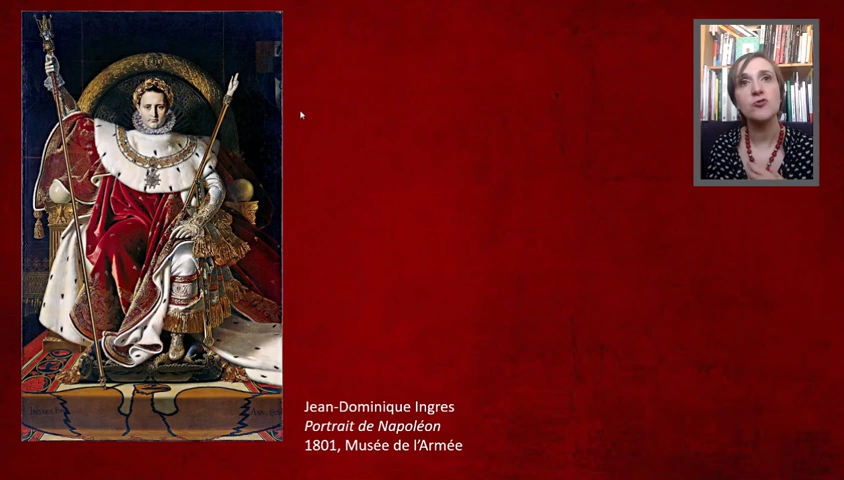 Jean-Dominique Ingres
Portrait de Napoléon
1801, Musée de l’Armée